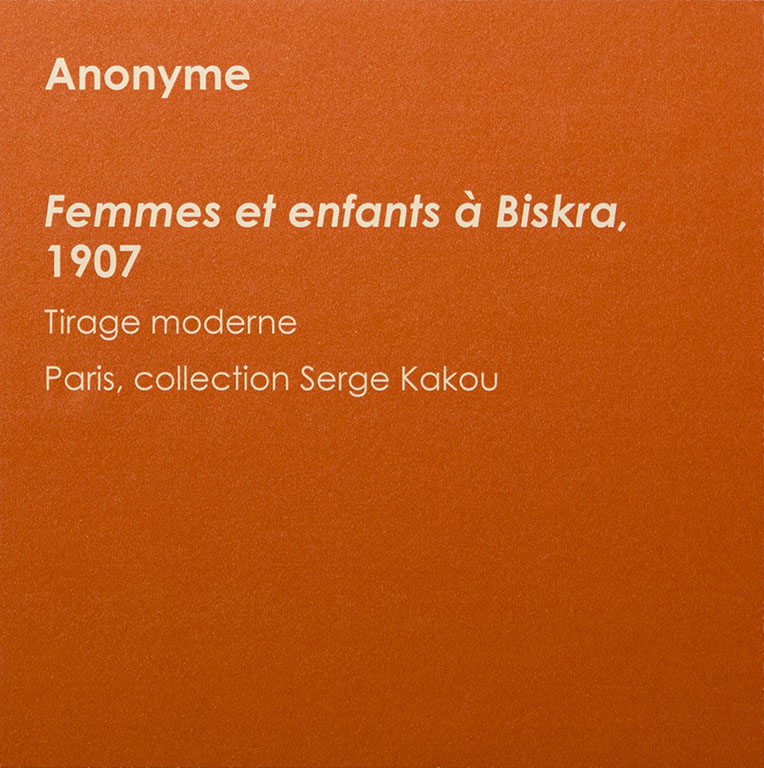 Anonyme
Femmes et enfants à Biskra,
1907
Tirage moderne
Paris, collection Serge Kakou